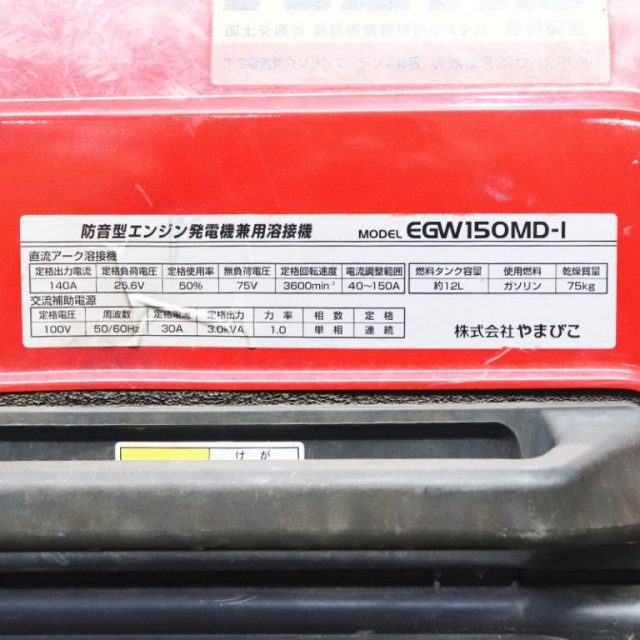 国土交通省 新技術情報提供システム 登録製品
防音型エンジン発電機兼用溶接機 MODEL EGW150MD-I
直流アーク溶接機
定格出力電流 定格負荷電圧 定格使用率 無負荷電圧 定格回転速度 電流調整範囲 燃料タンク容量 使用燃料 乾燥質量
140A 25.6V 50% 75V 3600min⁻¹ 40～150A 約12L ガソリン 75kg
交流補助電源
定格電圧 周波数 定格電流 定格出力 力率 相数 定格
100V 50/60Hz 30A 3.0kVA 1.0 単相 連続
株式会社やまびこ
けが